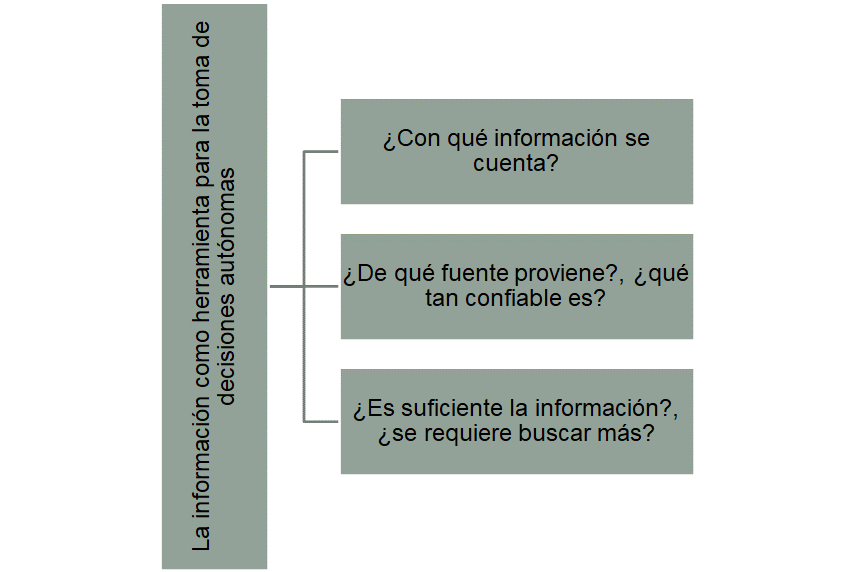 La información como herramienta para la toma de
decisiones autónomas
¿Con qué información se
cuenta?
¿De qué fuente proviene?, ¿qué
tan confiable es?
¿Es suficiente la información?,
¿se requiere buscar más?